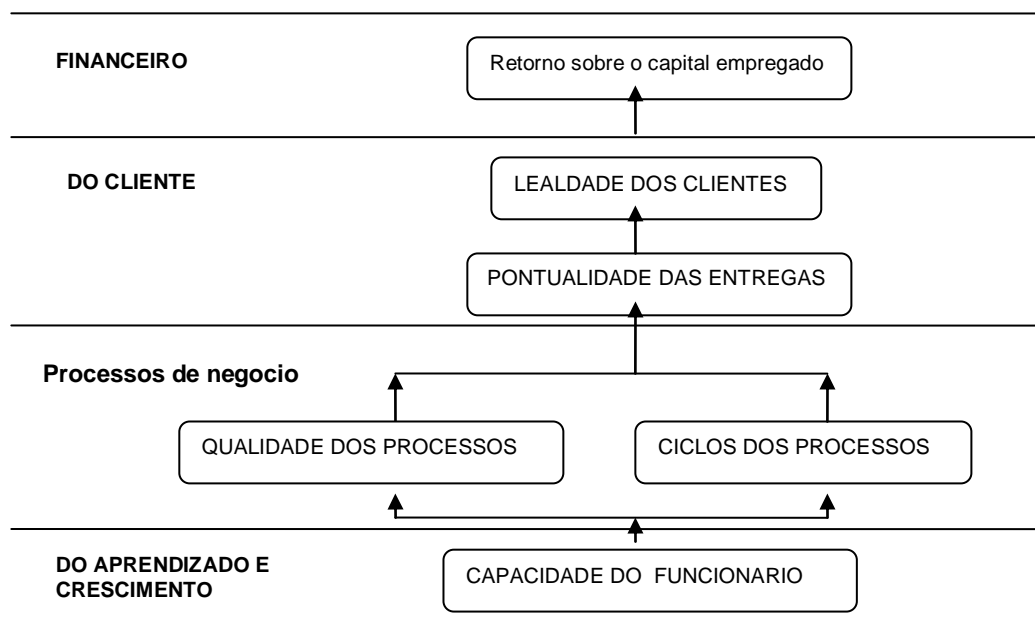 FINANCEIRO
Retorno sobre o capital empregado
DO CLIENTE
LEALDADE DOS CLIENTES
PONTUALIDADE DAS ENTREGAS
Processos de negocio
QUALIDADE DOS PROCESSOS
CICLOS DOS PROCESSOS
DO APRENDIZADO E
CRESCIMENTO
CAPACIDADE DO FUNCIONARIO